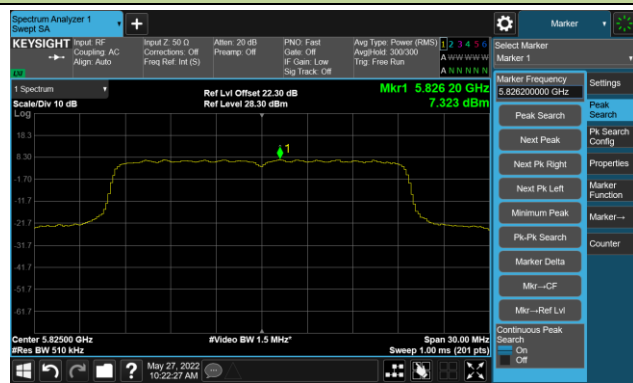 Spectrum Analyzer 1
Swept SA
Marker
KEYSIGHT
Input: RF
Coupling: AC
Align: Auto
Input Z: 50 Ω
Corrections: Off
Freq Ref: Int (S)
Atten: 20 dB
Preamp: Off
PNO: Fast
Gate: Off
IF Gain: Low
Sig Track: Off
Avg Type: Power (RMS)
Avg|Hold: 300/300
Trig: Free Run
1 2 3 4 5 6
A W W W W W
A N N N N N
LXI
Select Marker
Marker 1
1 Spectrum
Scale/Div 10 dB
Log
Ref Lvl Offset 22.30 dB
Ref Level 28.30 dBm
Mkr1 5.826 20 GHz
7.323 dBm
1
18.3
8.30
-1.70
-11.7
-21.7
-31.7
-41.7
-51.7
-61.7
Center 5.82500 GHz
#Res BW 510 kHz
#Video BW 1.5 MHz*
Span 30.00 MHz
Sweep 1.00 ms (201 pts)
Marker Frequency
5.826200000 GHz
Peak Search
Next Peak
Next Pk Right
Next Pk Left
Minimum Peak
Pk-Pk Search
Marker Delta
Mkr→CF
Mkr→Ref Lvl
Continuous Peak
Search
On
Off
Settings
Peak
Search
Pk Search
Config
Properties
Marker
Function
Marker→
Counter
?
May 27, 2022
10:22:27 AM